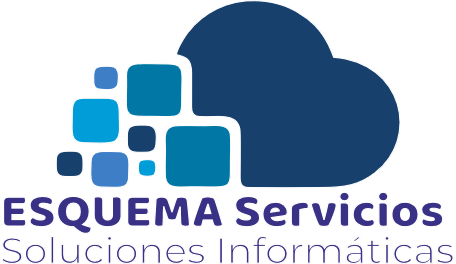 ESQUEMA Servicios
Soluciones Informáticas